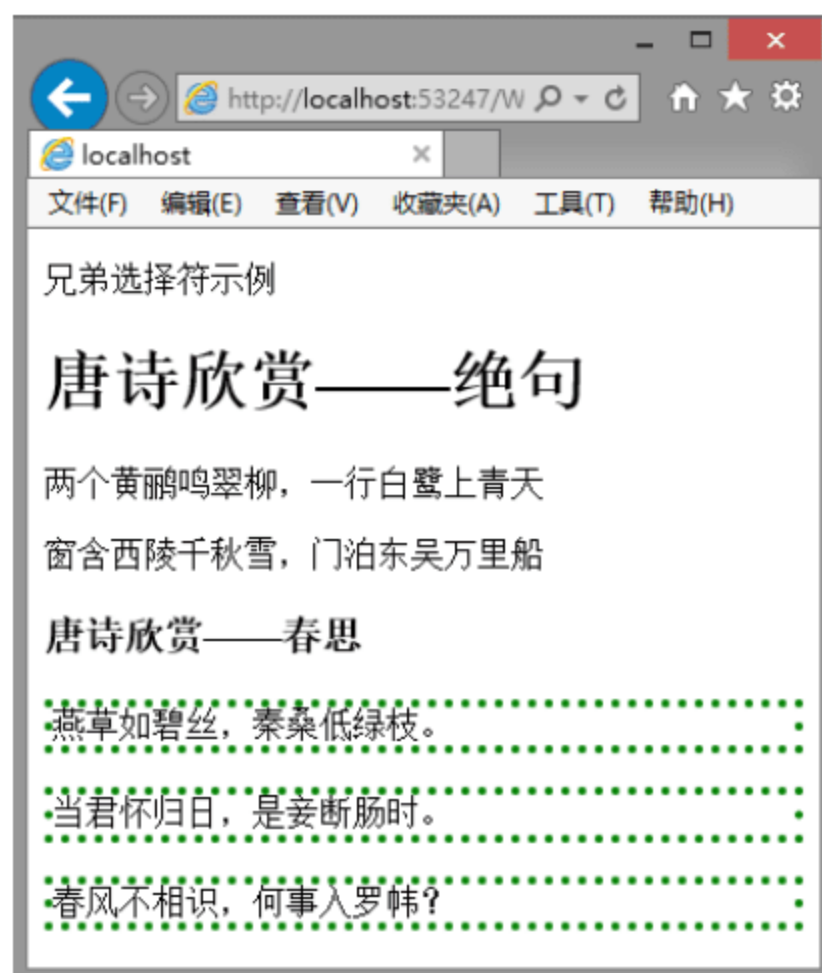 http://localhost:53247/W
localhost
文件(F) 编辑(E) 查看(V) 收藏夹(A) 工具(T) 帮助(H)
兄弟选择符示例
唐诗欣赏——绝句
两个黄鹂鸣翠柳，一行白鹭上青天
窗含西陵千秋雪，门泊东吴万里船
唐诗欣赏——春思
燕草如碧丝，秦桑低绿枝。
当君怀归日，是妾断肠时。
春风不相识，何事入罗帏？